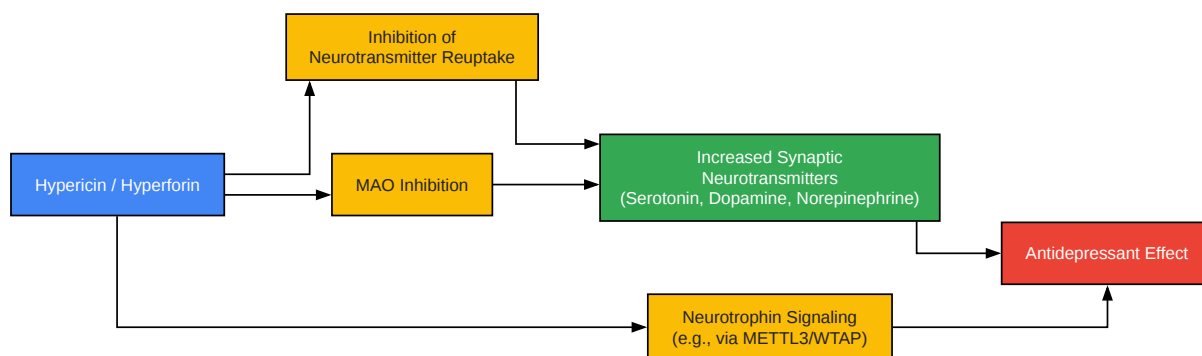 Inhibition of
Neurotransmitter Reuptake
Hypericin / Hyperforin
MAO Inhibition
Increased Synaptic
Neurotransmitters
(Serotonin, Dopamine, Norepinephrine)
Antidepressant Effect
Neurotrophin Signaling
(e.g., via METTL3/WTAP)